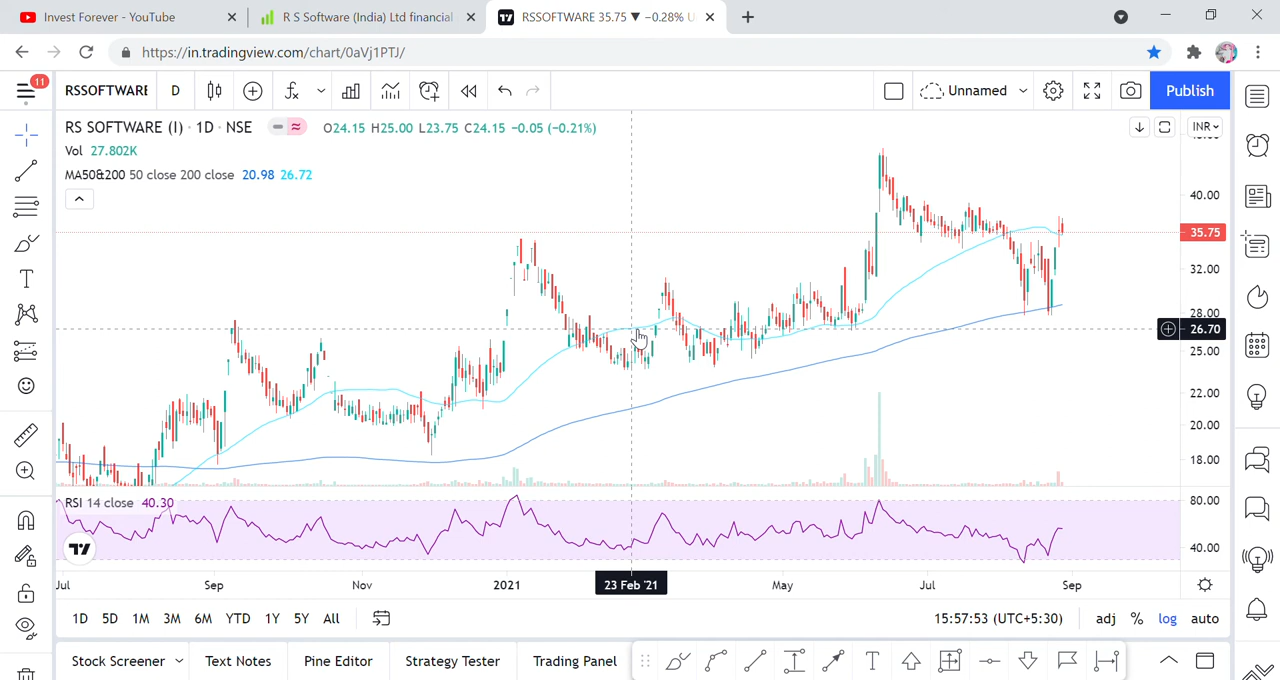 Invest Forever - YouTube
R S Software (India) Ltd financial
RSSOFTWARE 35.75 ▼ −0.28% U
https://in.tradingview.com/chart/0aVj1PTJ/
11
RSSOFTWARE
D
Unnamed
Publish
RS SOFTWARE (I) · 1D · NSE
O24.15 H25.00 L23.75 C24.15 −0.05 (−0.21%)
INR
Vol 27.802K
MA50&200 50 close 200 close 20.98 26.72
40.00
35.75
32.00
28.00
26.70
25.00
22.00
20.00
18.00
RSI 14 close 40.30
80.00
40.00
Jul
Sep
Nov
2021
23 Feb '21
May
Jul
Sep
1D 5D 1M 3M 6M YTD 1Y 5Y All
15:57:53 (UTC+5:30)
adj % log auto
Stock Screener
Text Notes
Pine Editor
Strategy Tester
Trading Panel